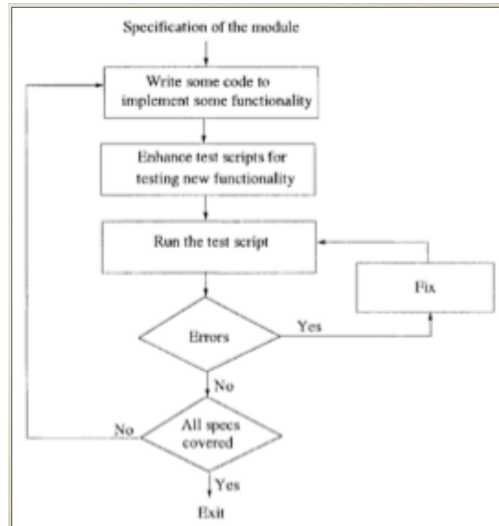 Specification of the module
Write some code to
implement some functionality
Enhance test scripts for
testing new functionality
Run the test script
Fix
Errors
Yes
No
All specs
covered
No
Yes
Exit